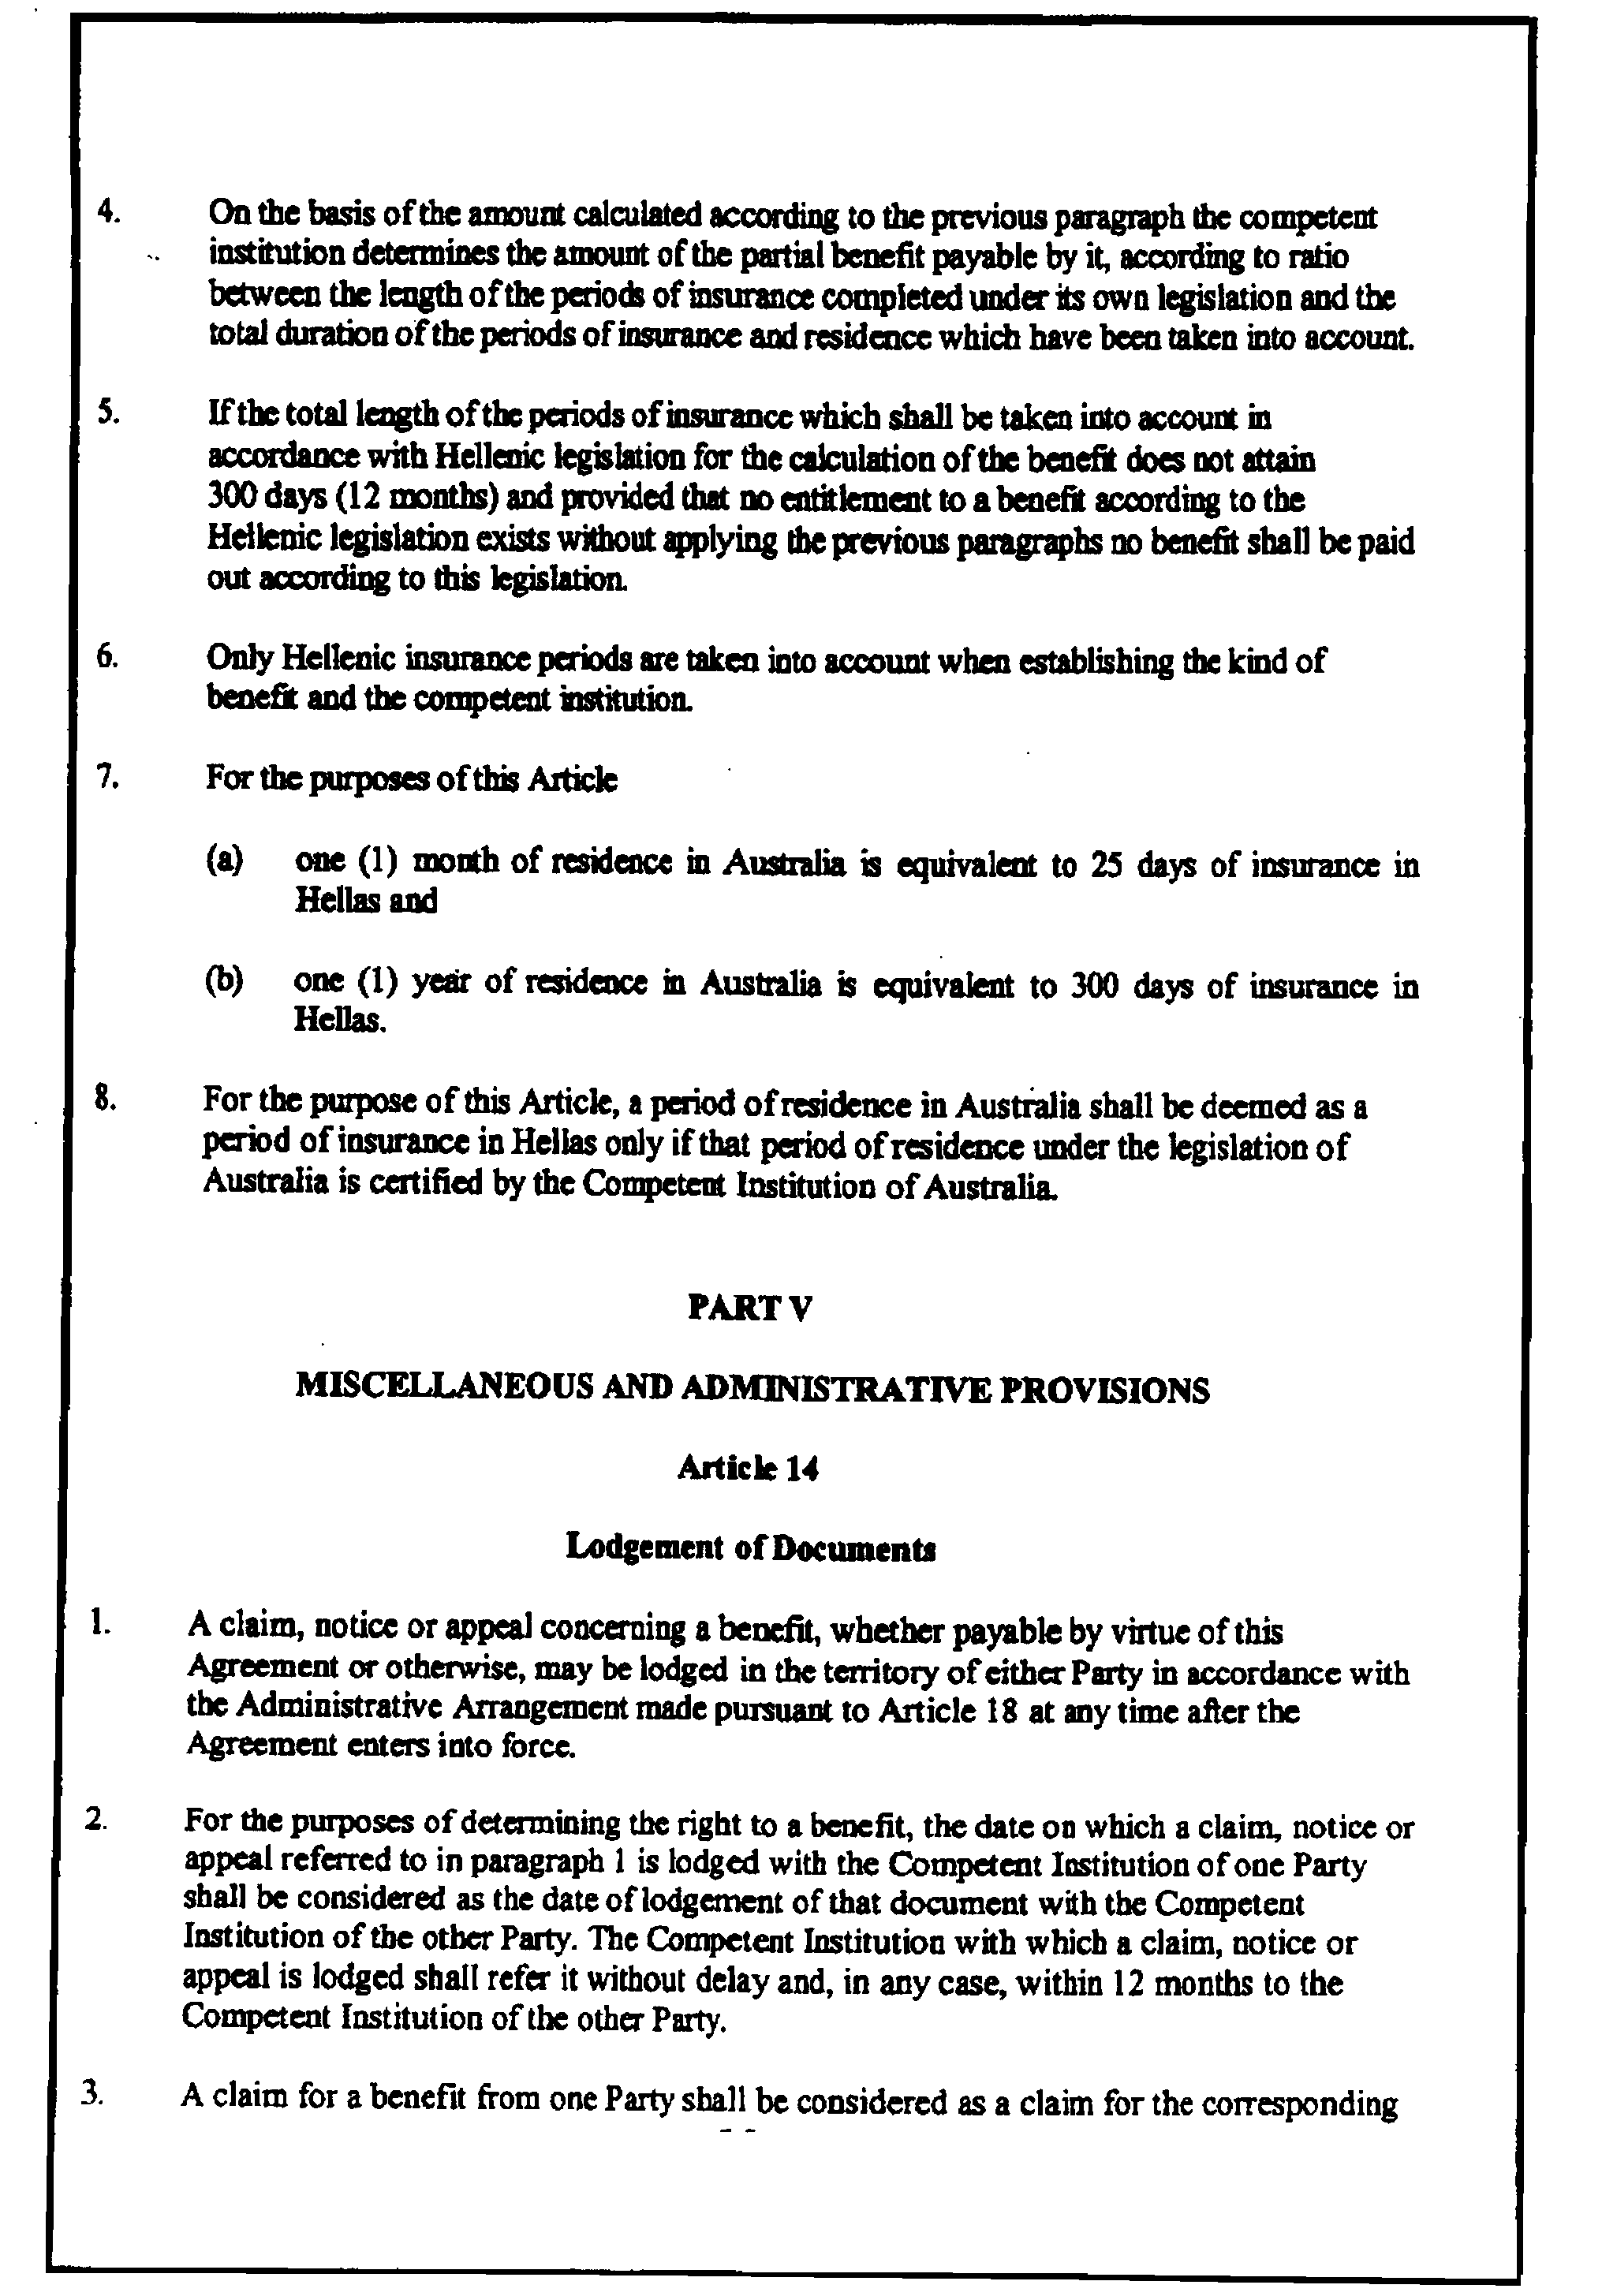 4. On the basis of the amount calculated according to the previous paragraph the competent
institution determines the amount of the partial benefit payable by it, according to ratio
between the length of the periods of insurance completed under its own legislation and the
total duration of the periods of insurance and residence which have been taken into account.
5. If the total length of the periods of insurance which shall be taken into account in
accordance with Hellenic legislation for the calculation of the benefit does not attain
300 days (12 months) and provided that no entitlement to a benefit according to the
Hellenic legislation exists without applying the previous paragraphs no benefit shall be paid
out according to this legislation.
6. Only Hellenic insurance periods are taken into account when establishing the kind of
benefit and the competent institution.
7. For the purposes of this Article
(a) one (1) month of residence in Australia is equivalent to 25 days of insurance in
Hellas and
(b) one (1) year of residence in Australia is equivalent to 300 days of insurance in
Hellas.
8. For the purpose of this Article, a period of residence in Australia shall be deemed as a
period of insurance in Hellas only if that period of residence under the legislation of
Australia is certified by the Competent Institution of Australia.
PART V
MISCELLANEOUS AND ADMINISTRATIVE PROVISIONS
Article 14
Lodgement of Documents
1. A claim, notice or appeal concerning a benefit, whether payable by virtue of this
Agreement or otherwise, may be lodged in the territory of either Party in accordance with
the Administrative Arrangement made pursuant to Article 18 at any time after the
Agreement enters into force.
2. For the purposes of determining the right to a benefit, the date on which a claim, notice or
appeal referred to in paragraph 1 is lodged with the Competent Institution of one Party
shall be considered as the date of lodgement of that document with the Competent
Institution of the other Party. The Competent Institution with which a claim, notice or
appeal is lodged shall refer it without delay and, in any case, within 12 months to the
Competent Institution of the other Party.
3. A claim for a benefit from one Party shall be considered as a claim for the corresponding